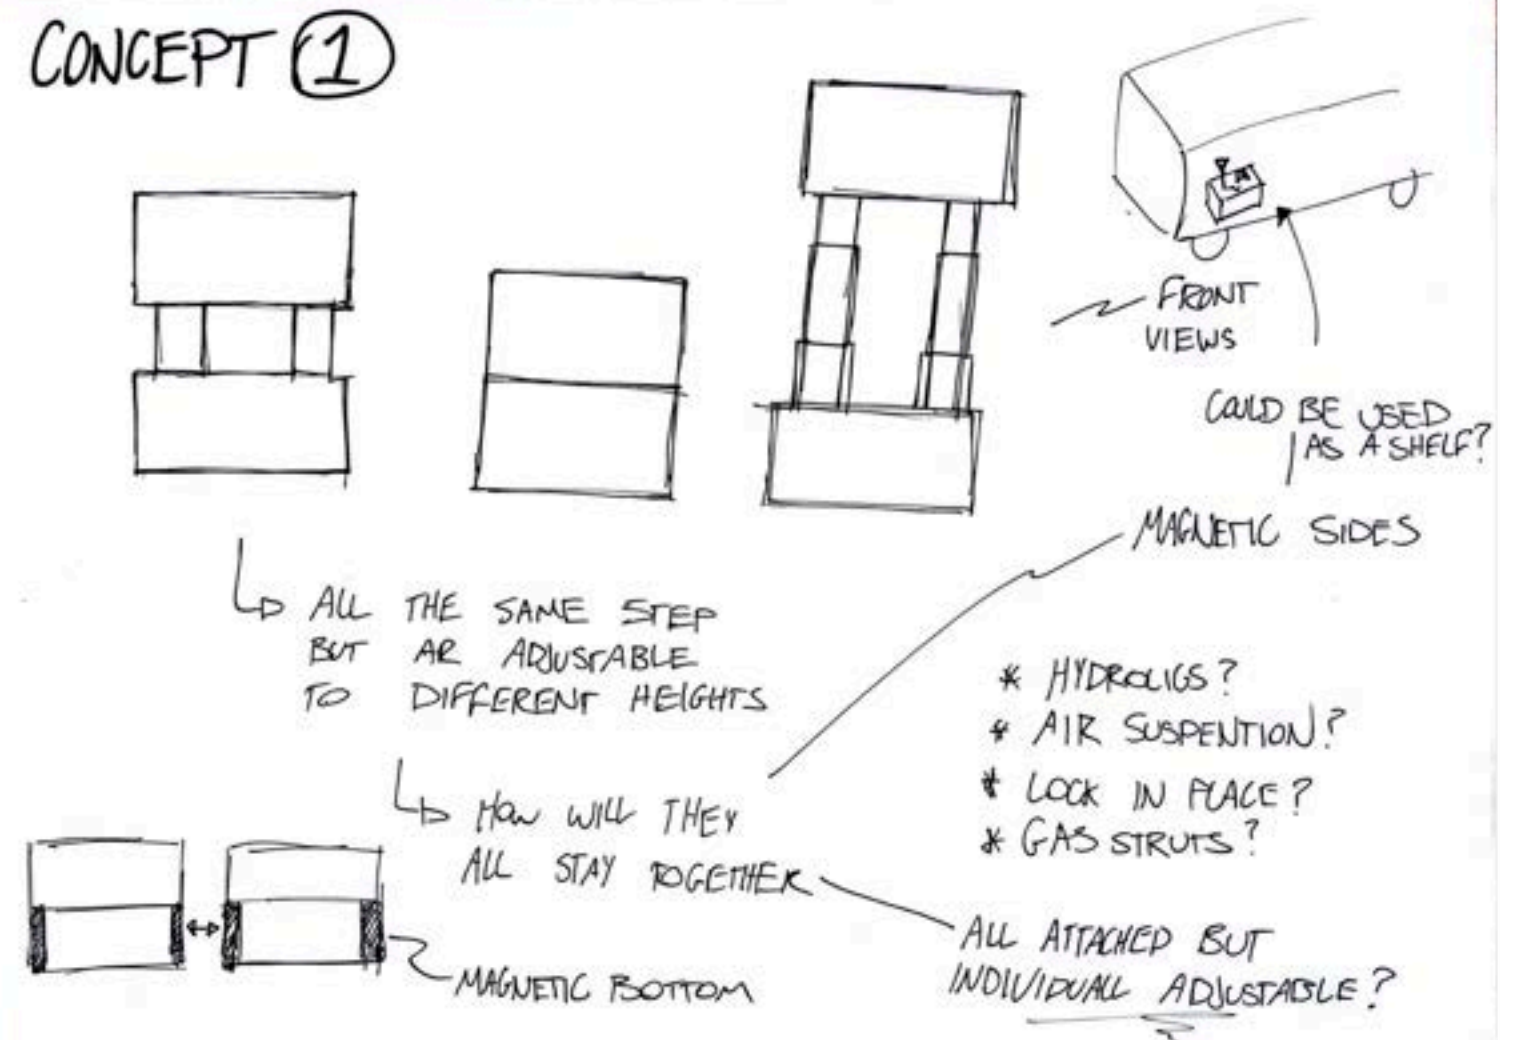 CONCEPT 1
FRONT
VIEWS
COULD BE USED
AS A SHELF?
MAGNETIC SIDES
ALL THE SAME STEP
BUT AR ADJUSTABLE
TO DIFFERENT HEIGHTS
* HYDROLIGS?
* AIR SUSPENTION?
* LOCK IN PLACE?
* GAS STRUTS?
HOW WILL THEY
ALL STAY TOGETHER
MAGNETIC BOTTOM
ALL ATTACHED BUT
INDIVIDUALL ADJUSTABLE?